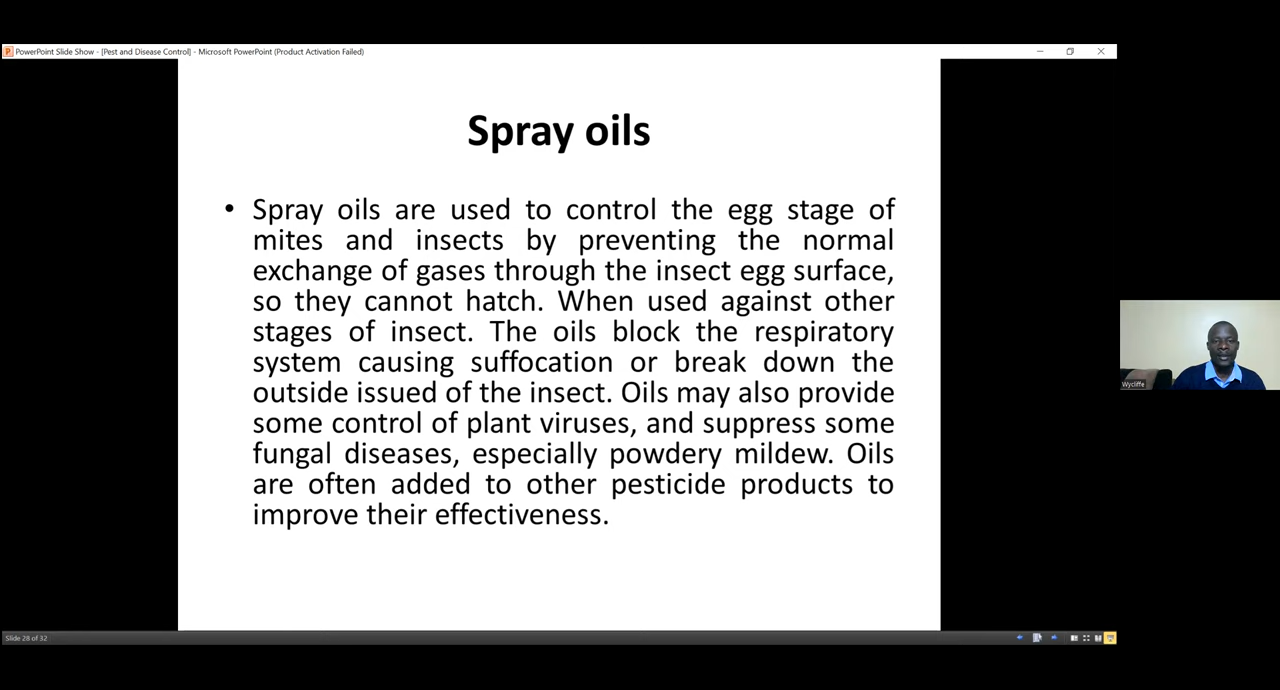 PowerPoint Slide Show - [Pest and Disease Control] - Microsoft PowerPoint (Product Activation Failed)
Spray oils
• Spray oils are used to control the egg stage of
mites and insects by preventing the normal
exchange of gases through the insect egg surface,
so they cannot hatch. When used against other
stages of insect. The oils block the respiratory
system causing suffocation or break down the
outside issued of the insect. Oils may also provide
some control of plant viruses, and suppress some
fungal diseases, especially powdery mildew. Oils
are often added to other pesticide products to
improve their effectiveness.
Wycliffe
Slide 28 of 32